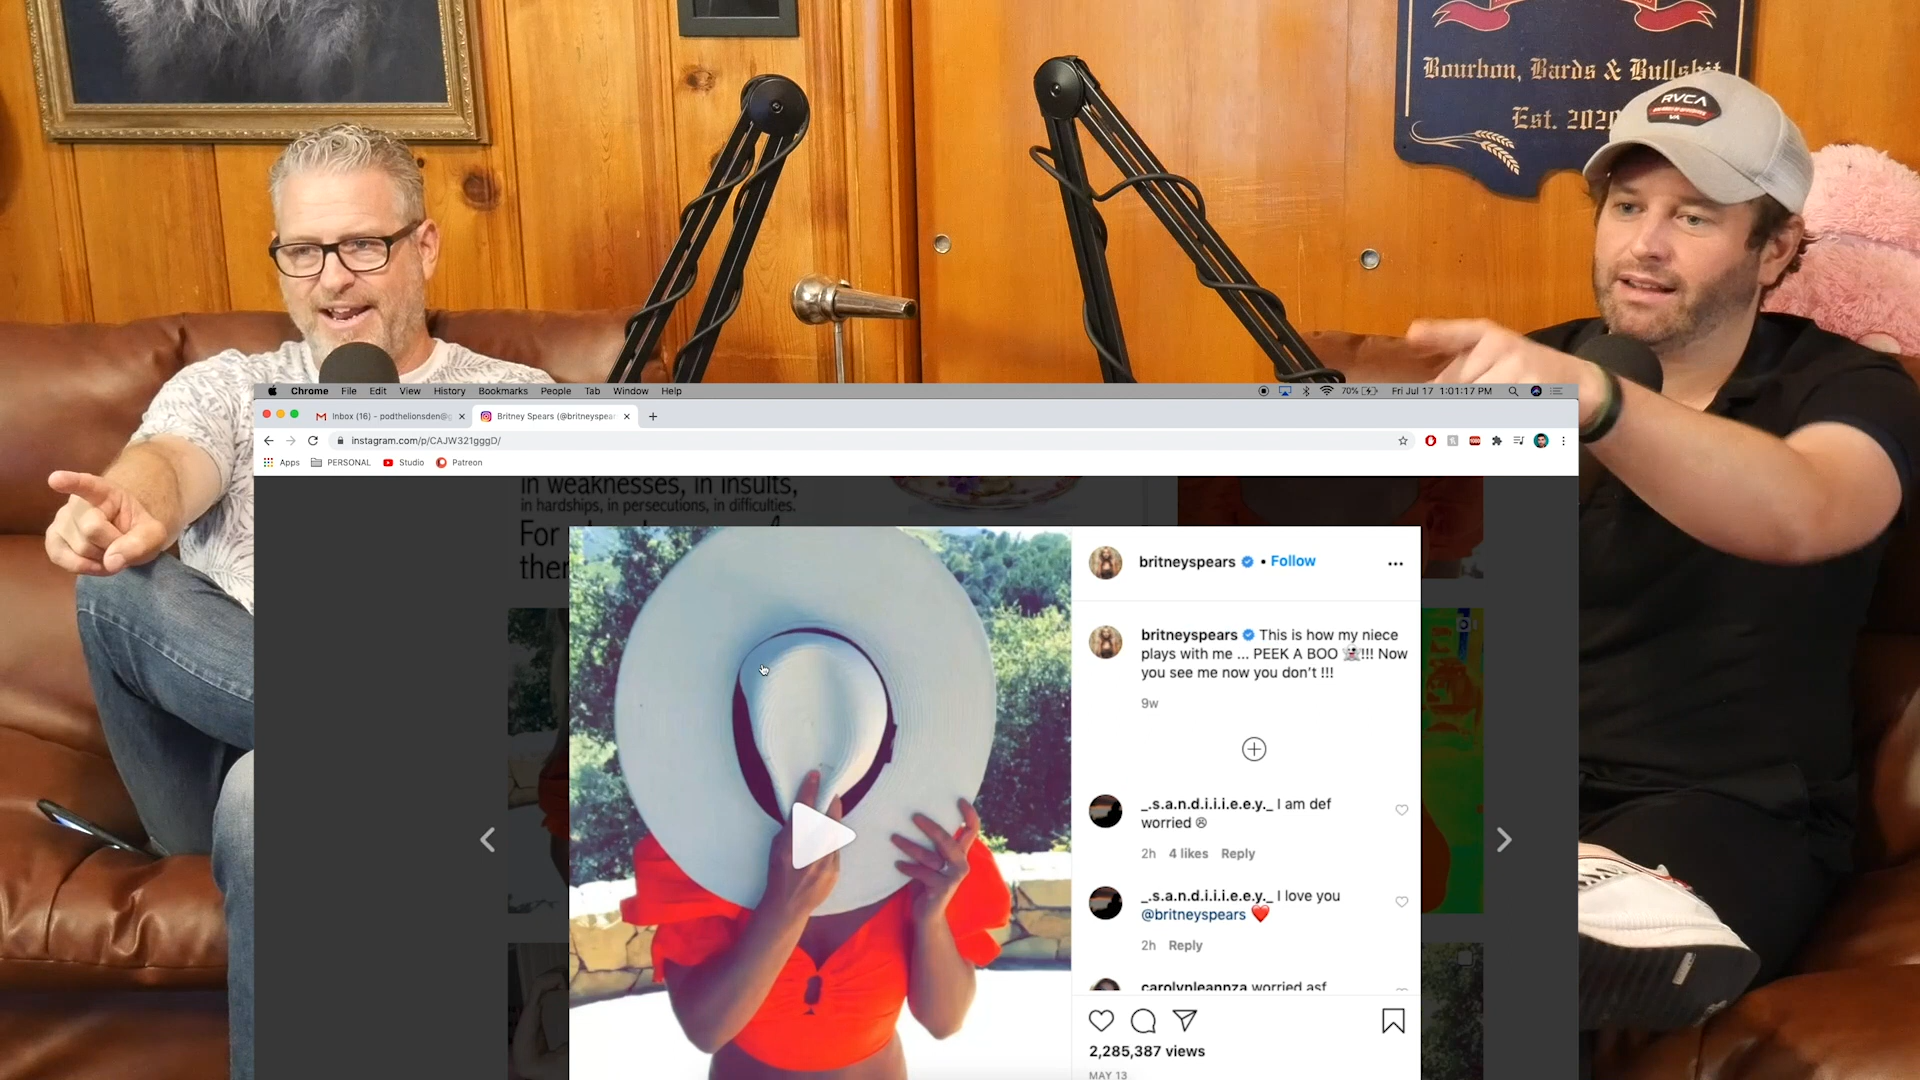 Bourbon, Bards & Bullshit
Est. 2020
RVCA
Chrome File Edit View History Bookmarks People Tab Window Help
70% Fri Jul 17 1:01:17 PM
Inbox (16) - podthelionsden@g
Britney Spears (@britneyspear
instagram.com/p/CAJW321gggD/
Apps PERSONAL Studio Patreon
in weaknesses, in insults,
in hardships, in persecutions, in difficulties.
For
then
britneyspears • Follow
britneyspears This is how my niece
plays with me ... PEEK A BOO 👻!!! Now
you see me now you don't !!!
9w
_.s.a.n.d.i.i.i.e.e.y._ I am def
worried ☹
2h 4 likes Reply
_.s.a.n.d.i.i.i.e.e.y._ I love you
@britneyspears ❤️
2h Reply
carolynleannza worried asf
2,285,387 views
MAY 13